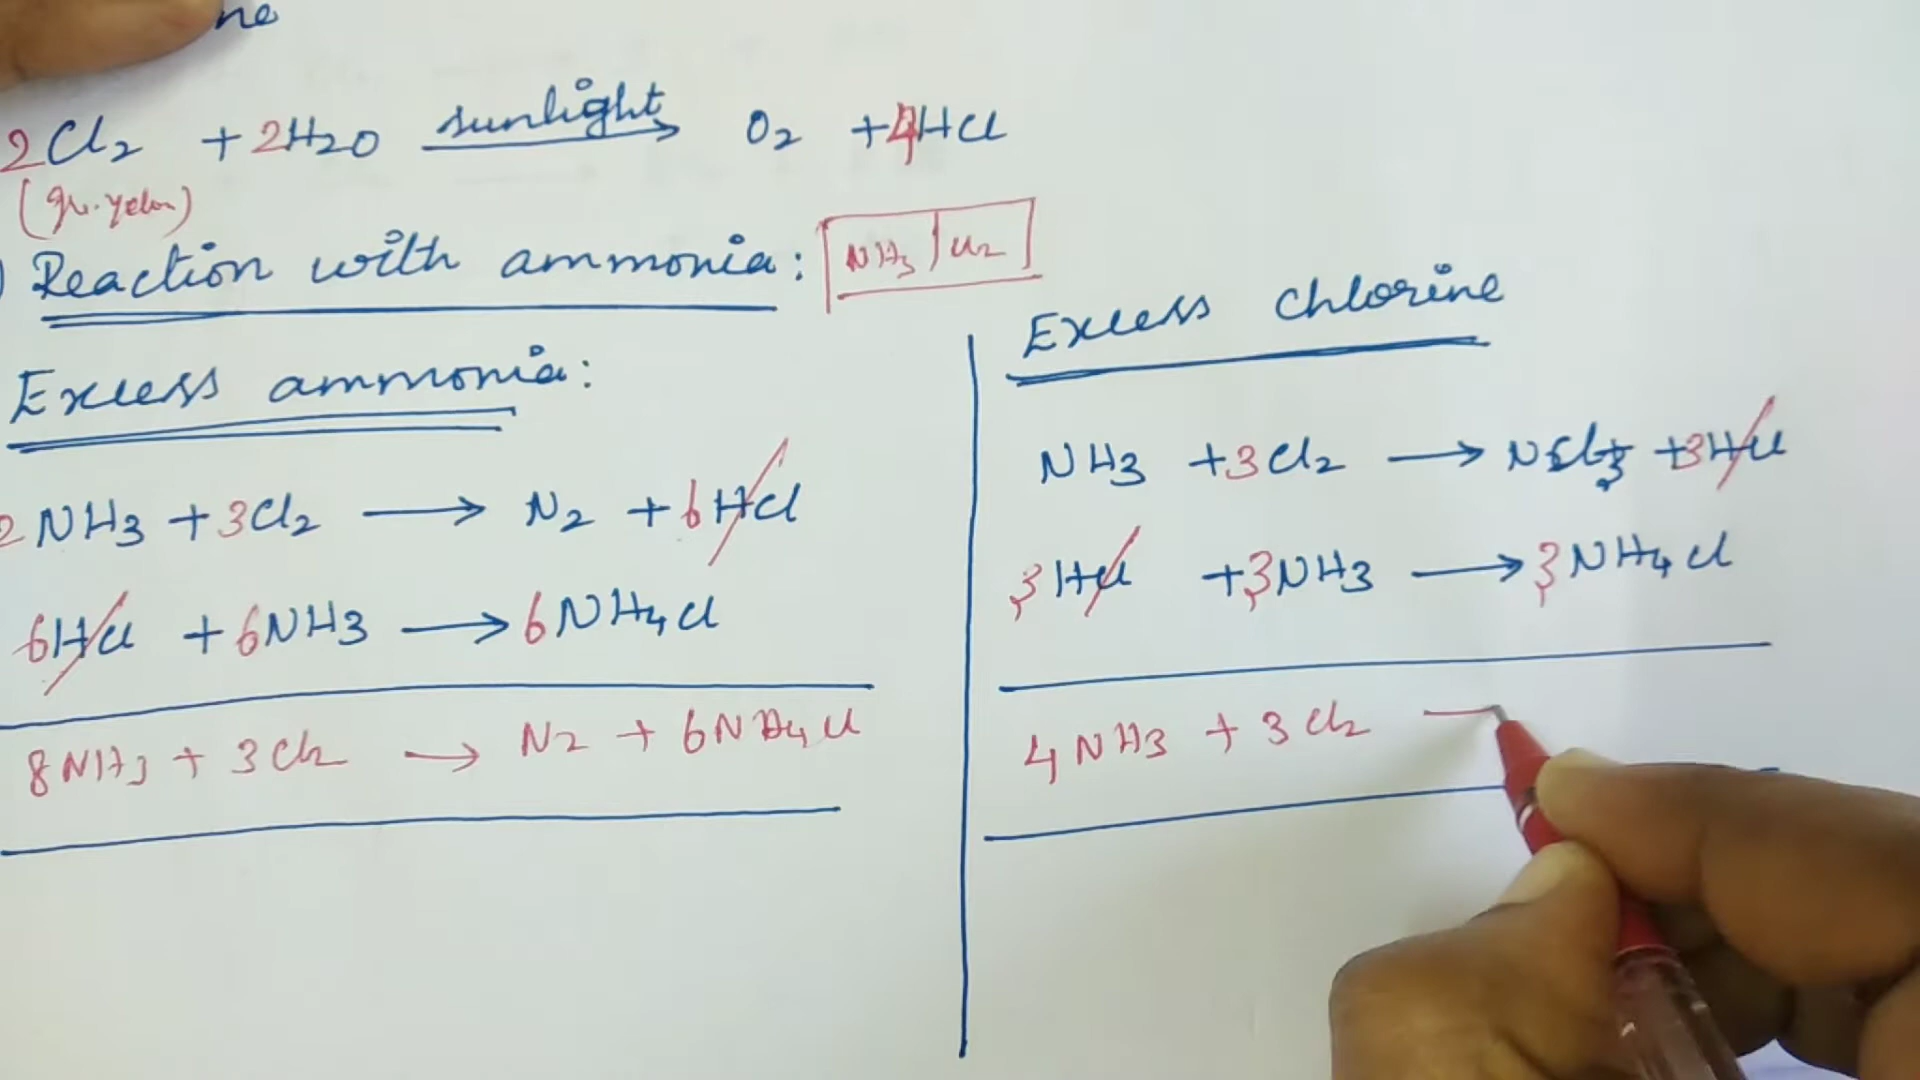 ne
2Cl2 + 2H2O sunlight → O2 + 4HCl
(gr. yellow)
) Reaction with ammonia: NH3 | Cl2
Excess ammonia:
2NH3 + 3Cl2 → N2 + 6HCl
6HCl + 6NH3 → 6NH4Cl
8NH3 + 3Cl2 → N2 + 6NH4Cl
Excess chlorine
NH3 + 3Cl2 → NCl3 + 3HCl
3HCl + 3NH3 → 3NH4Cl
4NH3 + 3Cl2 —